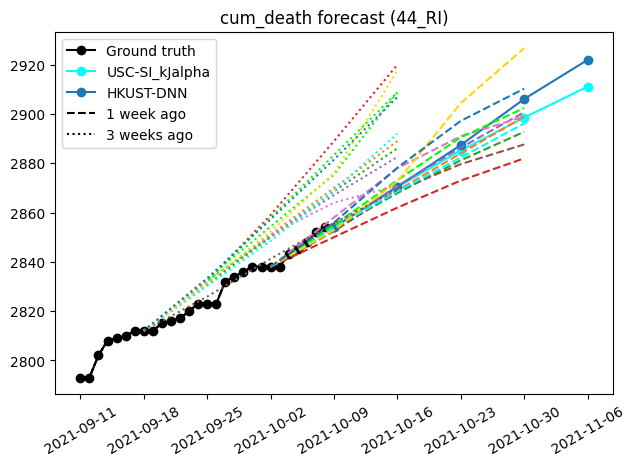 cum_death forecast (44_RI)
Ground truth
USC-SI_kJalpha
HKUST-DNN
1 week ago
3 weeks ago
2920
2900
2880
2860
2840
2820
2800
2021-09-11
2021-09-18
2021-09-25
2021-10-02
2021-10-09
2021-10-16
2021-10-23
2021-10-30
2021-11-06